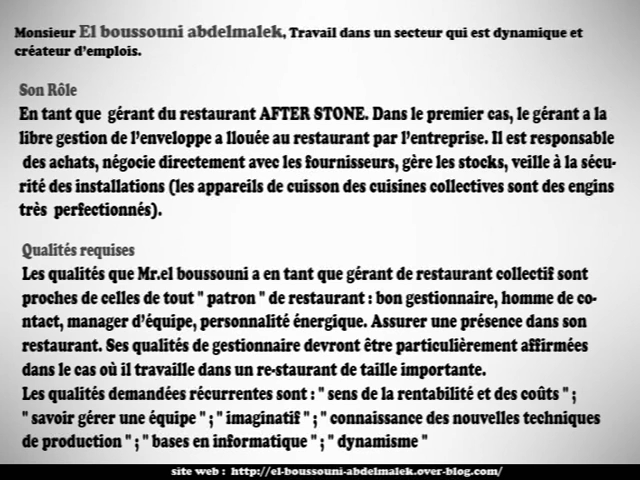 Monsieur El boussouni abdelmalek, Travail dans un secteur qui est dynamique et
créateur d'emplois.
Son Rôle
En tant que gérant du restaurant AFTER STONE. Dans le premier cas, le gérant a la
libre gestion de l'enveloppe a llouée au restaurant par l'entreprise. Il est responsable
des achats, négocie directement avec les fournisseurs, gère les stocks, veille à la sécu-
rité des installations (les appareils de cuisson des cuisines collectives sont des engins
très perfectionnés).
Qualités requises
Les qualités que Mr.el boussouni a en tant que gérant de restaurant collectif sont
proches de celles de tout " patron " de restaurant : bon gestionnaire, homme de co-
ntact, manager d'équipe, personnalité énergique. Assurer une présence dans son
restaurant. Ses qualités de gestionnaire devront être particulièrement affirmées
dans le cas où il travaille dans un re-staurant de taille importante.
Les qualités demandées récurrentes sont : " sens de la rentabilité et des coûts " ;
" savoir gérer une équipe " ; " imaginatif " ; " connaissance des nouvelles techniques
de production " ; " bases en informatique " ; " dynamisme "
site web : http://el-boussouni-abdelmalek.over-blog.com/